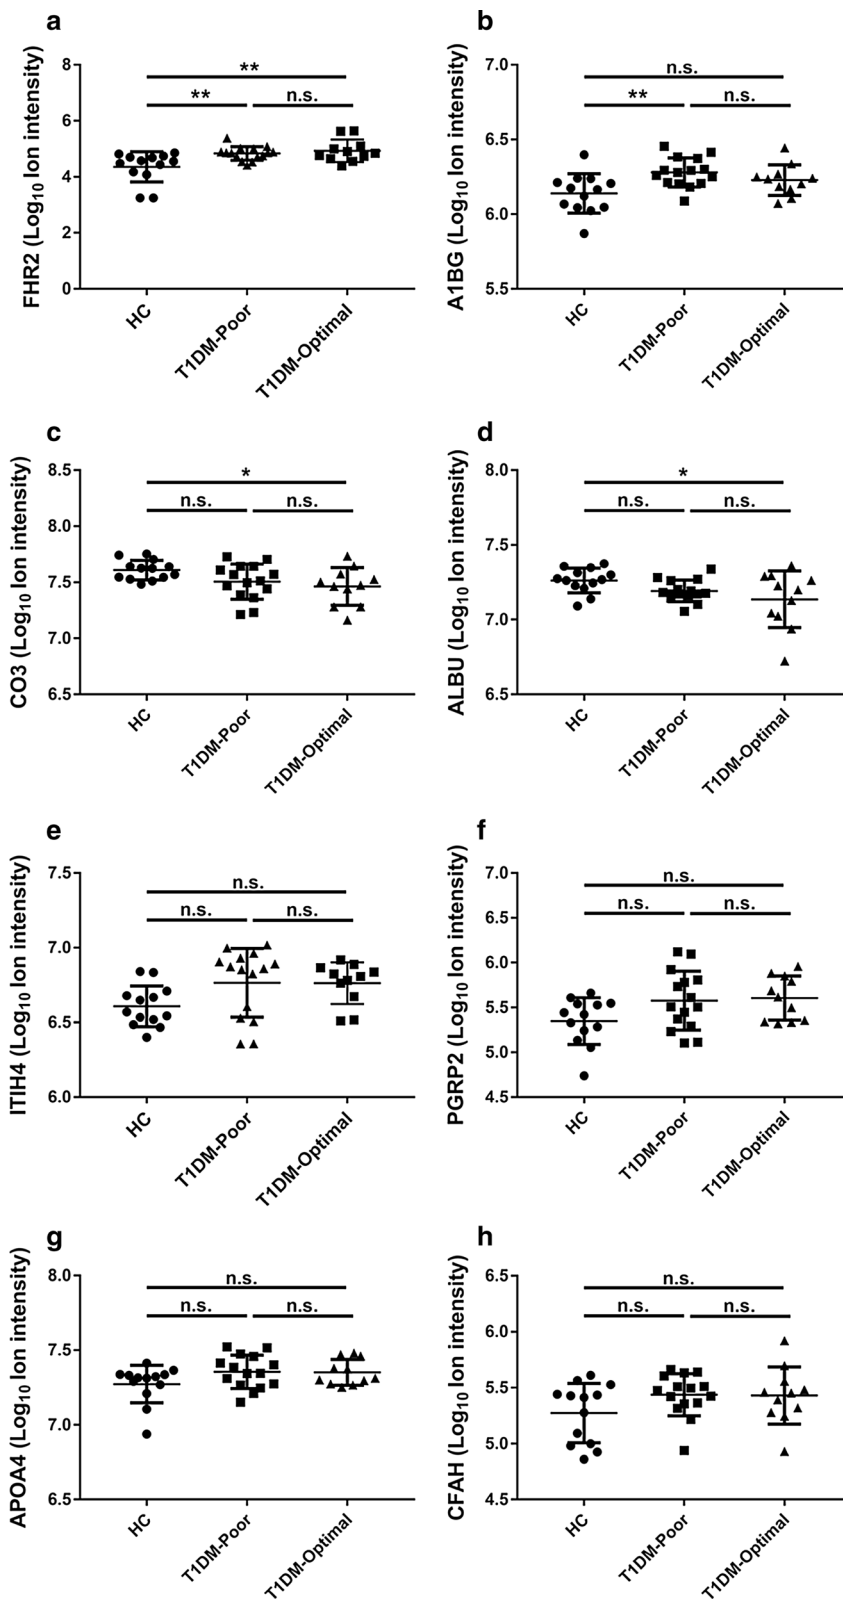 a
FHR2 (Log10 Ion intensity)
8
6
4
2
0
**
**
n.s.
HC
T1DM-Poor
T1DM-Optimal
b
A1BG (Log10 Ion intensity)
7.0
6.5
6.0
5.5
n.s.
**
n.s.
HC
T1DM-Poor
T1DM-Optimal
c
CO3 (Log10 Ion intensity)
8.5
8.0
7.5
7.0
6.5
*
n.s.
n.s.
HC
T1DM-Poor
T1DM-Optimal
d
ALBU (Log10 Ion intensity)
8.0
7.5
7.0
6.5
*
n.s.
n.s.
HC
T1DM-Poor
T1DM-Optimal
e
ITIH4 (Log10 Ion intensity)
7.5
7.0
6.5
6.0
n.s.
n.s.
n.s.
HC
T1DM-Poor
T1DM-Optimal
f
PGRP2 (Log10 Ion intensity)
7.0
6.5
6.0
5.5
5.0
4.5
n.s.
n.s.
n.s.
HC
T1DM-Poor
T1DM-Optimal
g
APOA4 (Log10 Ion intensity)
8.0
7.5
7.0
6.5
n.s.
n.s.
n.s.
HC
T1DM-Poor
T1DM-Optimal
h
CFAH (Log10 Ion intensity)
6.5
6.0
5.5
5.0
4.5
n.s.
n.s.
n.s.
HC
T1DM-Poor
T1DM-Optimal